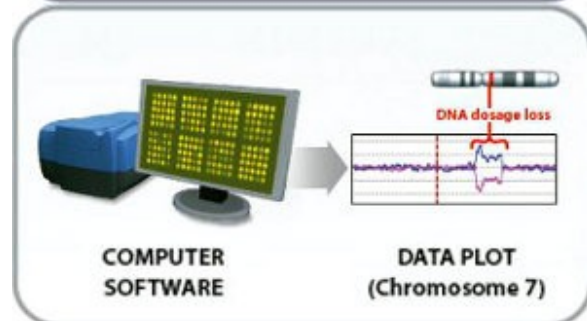 DNA dosage loss
COMPUTER
SOFTWARE
DATA PLOT
(Chromosome 7)